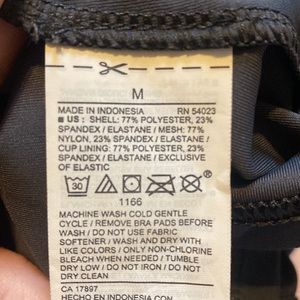 M
MADE IN INDONESIA RN 54023
US : SHELL: 77% POLYESTER, 23%
SPANDEX / ELASTANE / MESH: 77%
NYLON, 23% SPANDEX / ELASTANE /
CUP LINING: 77% POLYESTER, 23%
SPANDEX / ELASTANE / EXCLUSIVE
OF ELASTIC
30
1166
MACHINE WASH COLD GENTLE
CYCLE / REMOVE BRA PADS BEFORE
WASH / DO NOT USE FABRIC
SOFTENER / WASH AND DRY WITH
LIKE COLORS / ONLY NON-CHLORINE
BLEACH WHEN NEEDED / TUMBLE
DRY LOW / DO NOT IRON / DO NOT
DRY CLEAN
CA 17897
HECHO EN INDONESIA